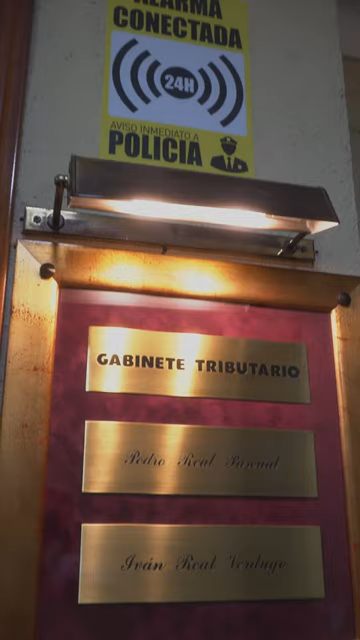 ALARMA
CONECTADA
24H
AVISO INMEDIATO A
POLICIA
GABINETE TRIBUTARIO
Pedro Real Pascual
Iván Real Verdugo